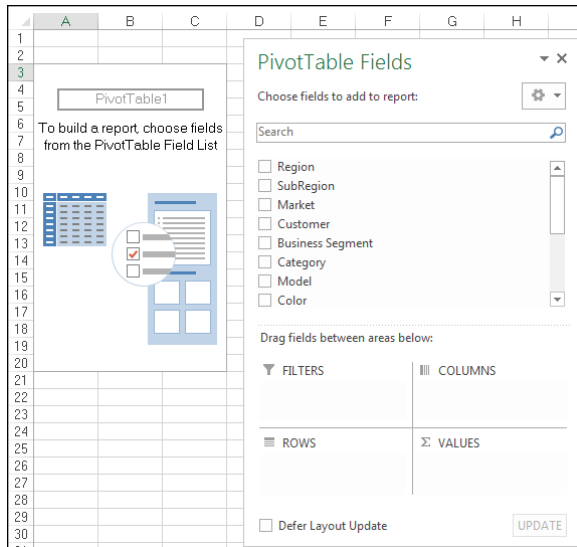 A B C D E F G H
1
2
3
4
5
6
7
8
9
10
11
12
13
14
15
16
17
18
19
20
21
22
23
24
25
26
27
28
29
30
PivotTable1
To build a report, choose fields
from the PivotTable Field List
PivotTable Fields
Choose fields to add to report:
Search
Region
SubRegion
Market
Customer
Business Segment
Category
Model
Color
Drag fields between areas below:
FILTERS
COLUMNS
ROWS
Σ VALUES
Defer Layout Update
UPDATE